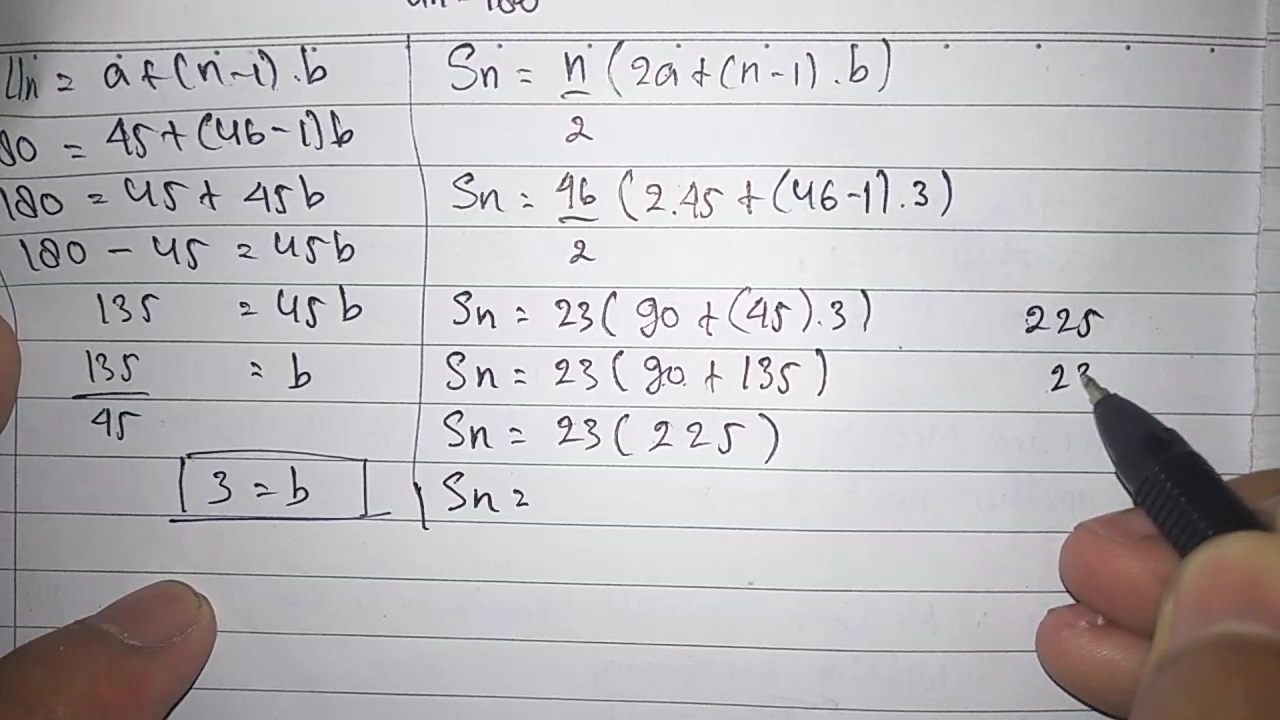 Un = a + (n-1).b
80 = 45 + (46-1)b
180 = 45 + 45b
180 - 45 = 45b
135 = 45b
135 = b
45
3 = b
Sn = n (2a + (n-1).b)
2
Sn = 46 (2.45 + (46-1).3)
2
Sn = 23(90 + (45).3)
Sn = 23(90 + 135)
Sn = 23(225)
Sn =
225
23